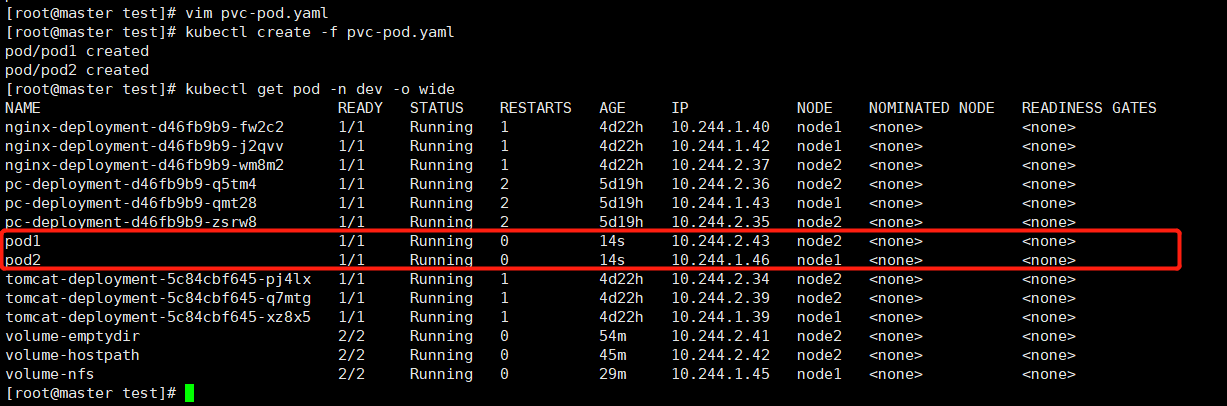 [root@master test]# vim pvc-pod.yaml
[root@master test]# kubectl create -f pvc-pod.yaml
pod/pod1 created
pod/pod2 created
[root@master test]# kubectl get pod -n dev -o wide
NAME READY STATUS RESTARTS AGE IP NODE NOMINATED NODE READINESS GATES
nginx-deployment-d46fb9b9-fw2c2 1/1 Running 1 4d22h 10.244.1.40 node1 <none> <none>
nginx-deployment-d46fb9b9-j2qvv 1/1 Running 1 4d22h 10.244.1.42 node1 <none> <none>
nginx-deployment-d46fb9b9-wm8m2 1/1 Running 1 4d22h 10.244.2.37 node2 <none> <none>
pc-deployment-d46fb9b9-q5tm4 1/1 Running 2 5d19h 10.244.2.36 node2 <none> <none>
pc-deployment-d46fb9b9-qmt28 1/1 Running 2 5d19h 10.244.1.43 node1 <none> <none>
pc-deployment-d46fb9b9-zsrw8 1/1 Running 2 5d19h 10.244.2.35 node2 <none> <none>
pod1 1/1 Running 0 14s 10.244.2.43 node2 <none> <none>
pod2 1/1 Running 0 14s 10.244.1.46 node1 <none> <none>
tomcat-deployment-5c84cbf645-pj4lx 1/1 Running 1 4d22h 10.244.2.34 node2 <none> <none>
tomcat-deployment-5c84cbf645-q7mtg 1/1 Running 1 4d22h 10.244.2.39 node2 <none> <none>
tomcat-deployment-5c84cbf645-xz8x5 1/1 Running 1 4d22h 10.244.1.39 node1 <none> <none>
volume-emptydir 2/2 Running 0 54m 10.244.2.41 node2 <none> <none>
volume-hostpath 2/2 Running 0 45m 10.244.2.42 node2 <none> <none>
volume-nfs 2/2 Running 0 29m 10.244.1.45 node1 <none> <none>
[root@master test]#